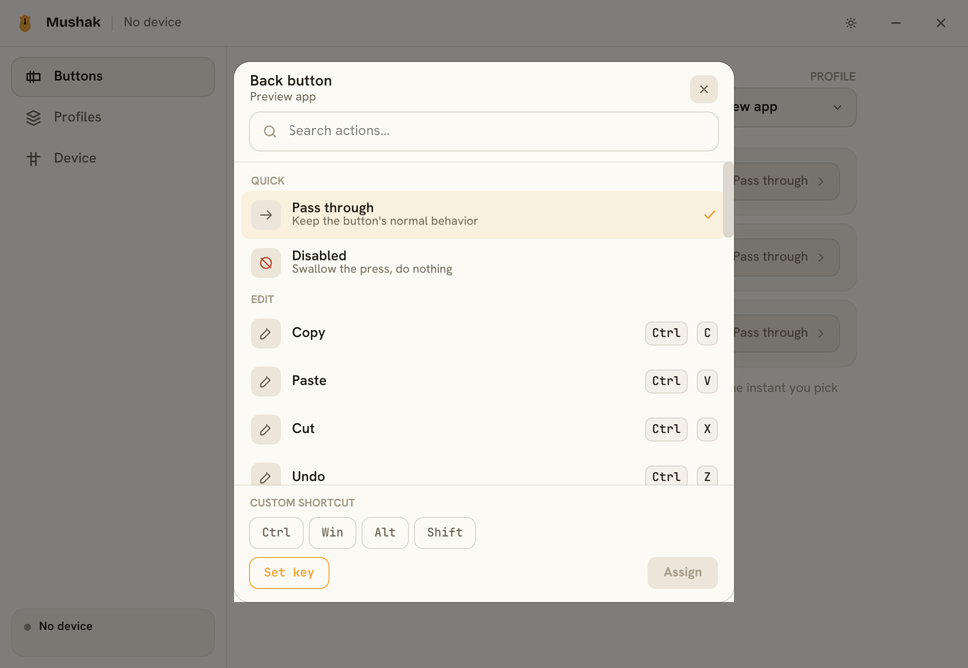 Mushak
No device
Buttons
Profiles
Device
No device
PROFILE
ew app
Pass through
Pass through
Pass through
e instant you pick
Back button
Preview app
Search actions...
QUICK
Pass through
Keep the button's normal behavior
Disabled
Swallow the press, do nothing
EDIT
Copy
Ctrl C
Paste
Ctrl V
Cut
Ctrl X
Undo
Ctrl Z
CUSTOM SHORTCUT
Ctrl Win Alt Shift
Set key
Assign